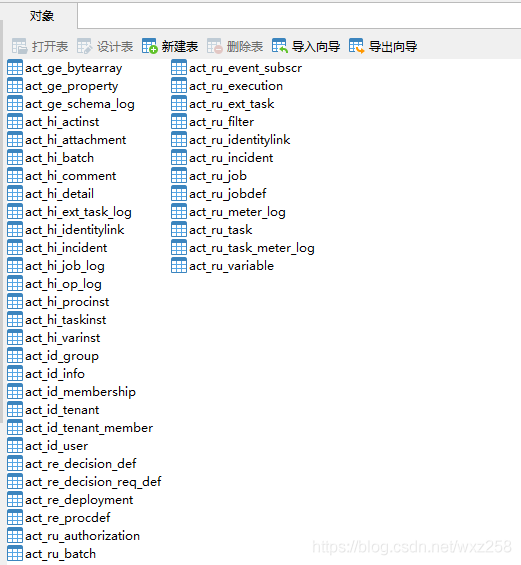 对象
打开表 设计表 新建表 删除表 导入向导 导出向导
act_ge_bytearray
act_ge_property
act_ge_schema_log
act_hi_actinst
act_hi_attachment
act_hi_batch
act_hi_comment
act_hi_detail
act_hi_ext_task_log
act_hi_identitylink
act_hi_incident
act_hi_job_log
act_hi_op_log
act_hi_procinst
act_hi_taskinst
act_hi_varinst
act_id_group
act_id_info
act_id_membership
act_id_tenant
act_id_tenant_member
act_id_user
act_re_decision_def
act_re_decision_req_def
act_re_deployment
act_re_procdef
act_ru_authorization
act_ru_batch
act_ru_event_subscr
act_ru_execution
act_ru_ext_task
act_ru_filter
act_ru_identitylink
act_ru_incident
act_ru_job
act_ru_jobdef
act_ru_meter_log
act_ru_task
act_ru_task_meter_log
act_ru_variable
https://blog.csdn.net/wxz258